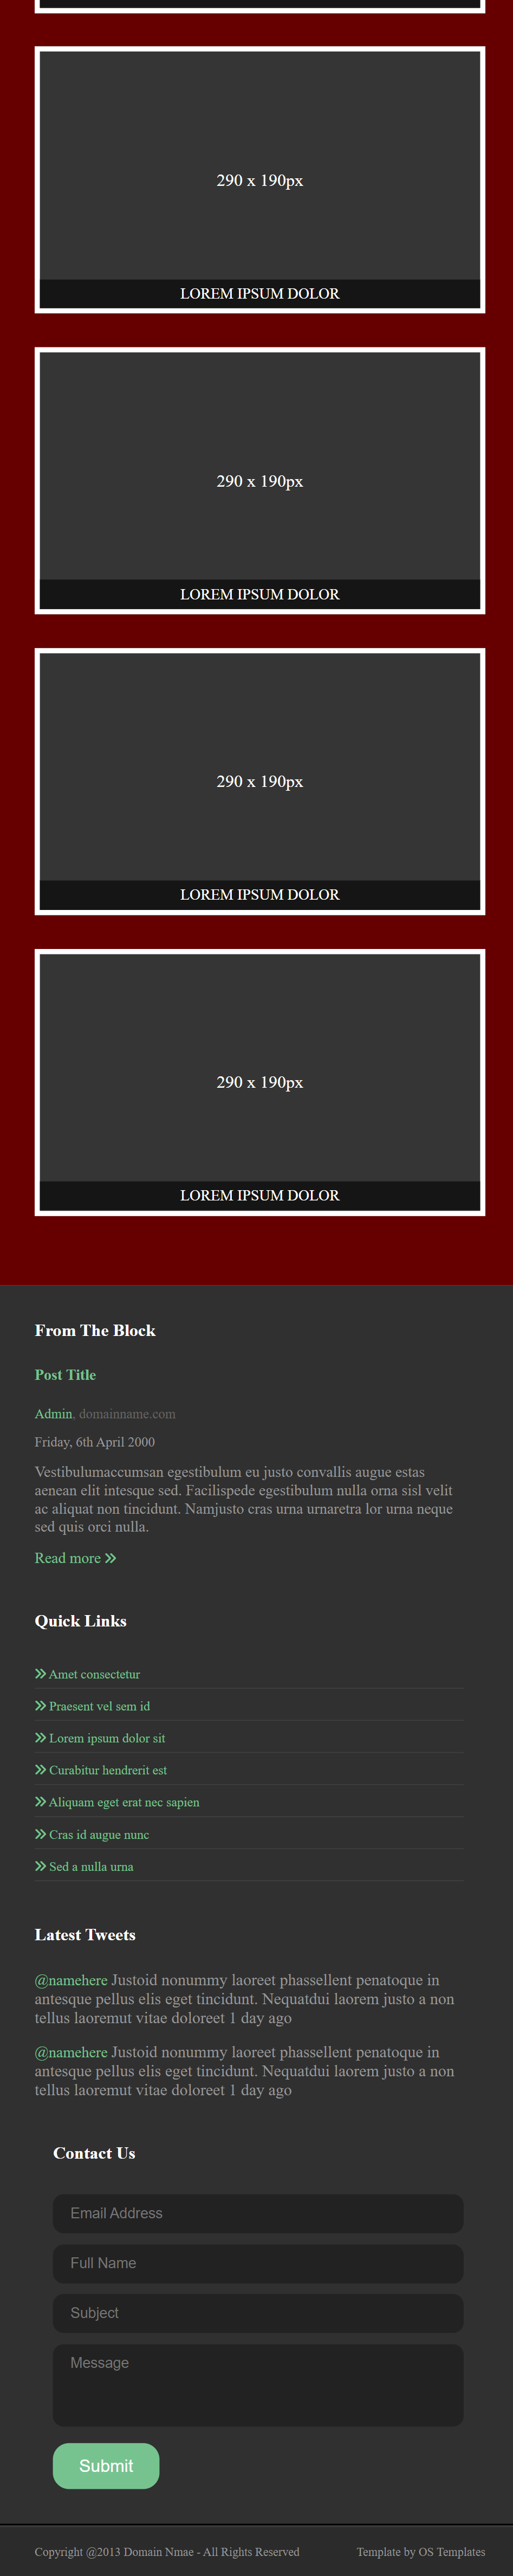 290 x 190px
LOREM IPSUM DOLOR
290 x 190px
LOREM IPSUM DOLOR
290 x 190px
LOREM IPSUM DOLOR
290 x 190px
LOREM IPSUM DOLOR
From The Block
Post Title
Admin, domainname.com
Friday, 6th April 2000
Vestibulumaccumsan egestibulum eu justo convallis augue estas
aenean elit intesque sed. Facilispede egestibulum nulla orna sisl velit
ac aliquat non tincidunt. Namjusto cras urna urnaretra lor urna neque
sed quis orci nulla.
Read more »
Quick Links
» Amet consectetur
» Praesent vel sem id
» Lorem ipsum dolor sit
» Curabitur hendrerit est
» Aliquam eget erat nec sapien
» Cras id augue nunc
» Sed a nulla urna
Latest Tweets
@namehere Justoid nonummy laoreet phassellent penatoque in
antesque pellus elis eget tincidunt. Nequatdui laorem justo a non
tellus laoremut vitae doloreet 1 day ago
@namehere Justoid nonummy laoreet phassellent penatoque in
antesque pellus elis eget tincidunt. Nequatdui laorem justo a non
tellus laoremut vitae doloreet 1 day ago
Contact Us
Email Address
Full Name
Subject
Message
Submit
Copyright @2013 Domain Nmae - All Rights Reserved
Template by OS Templates